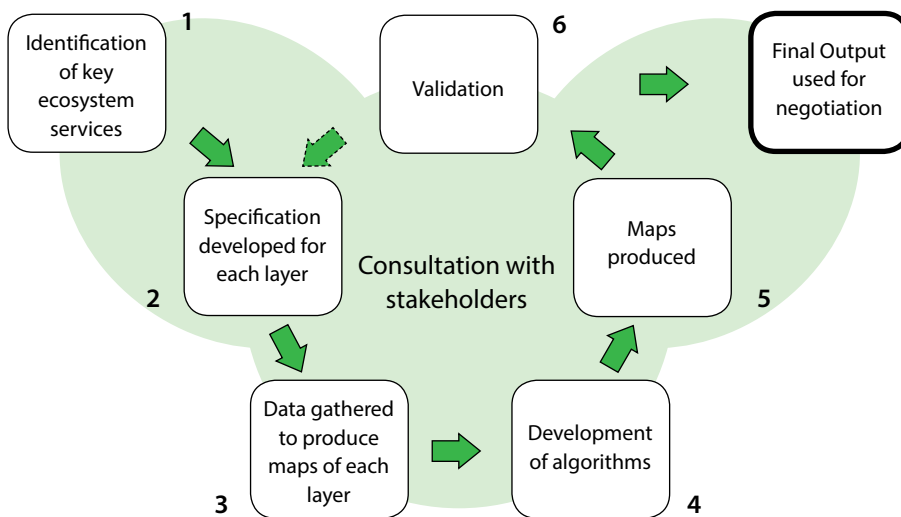 1
Identification
of key
ecosystem
services
2
Specification
developed for
each layer
3
Data gathered
to produce
maps of each
layer
4
Development
of algorithms
5
Maps
produced
6
Validation
Final Output
used for
negotiation
Consultation with
stakeholders